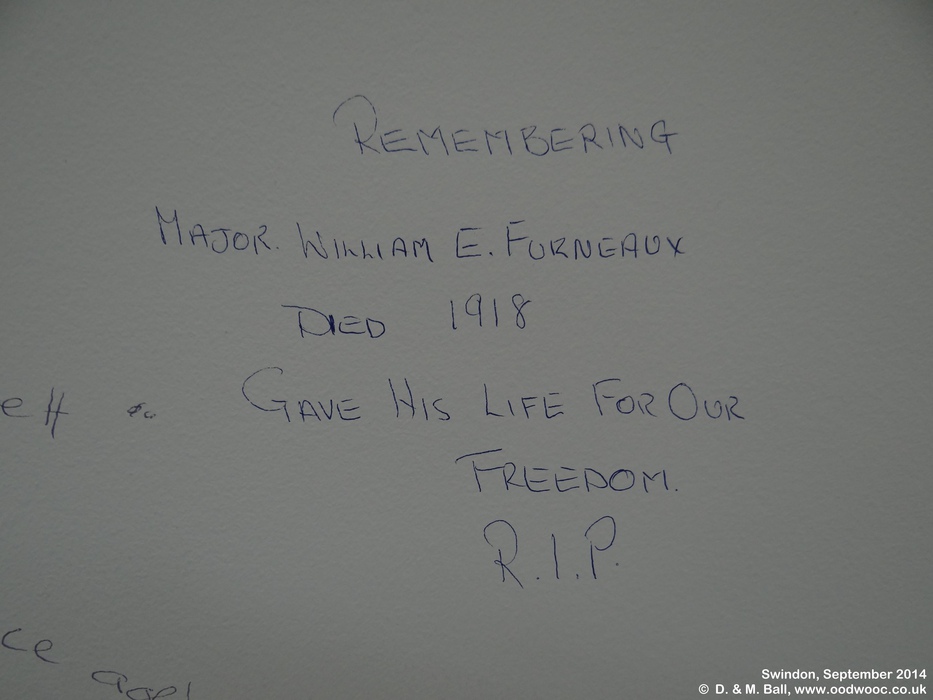 REMEMBERING
MAJOR. WILLIAM E. FURNEAUX
DIED 1918
GAVE HIS LIFE FOR OUR
FREEDOM.
R.I.P.
Swindon, September 2014
© D. & M. Ball, www.oodwooc.co.uk